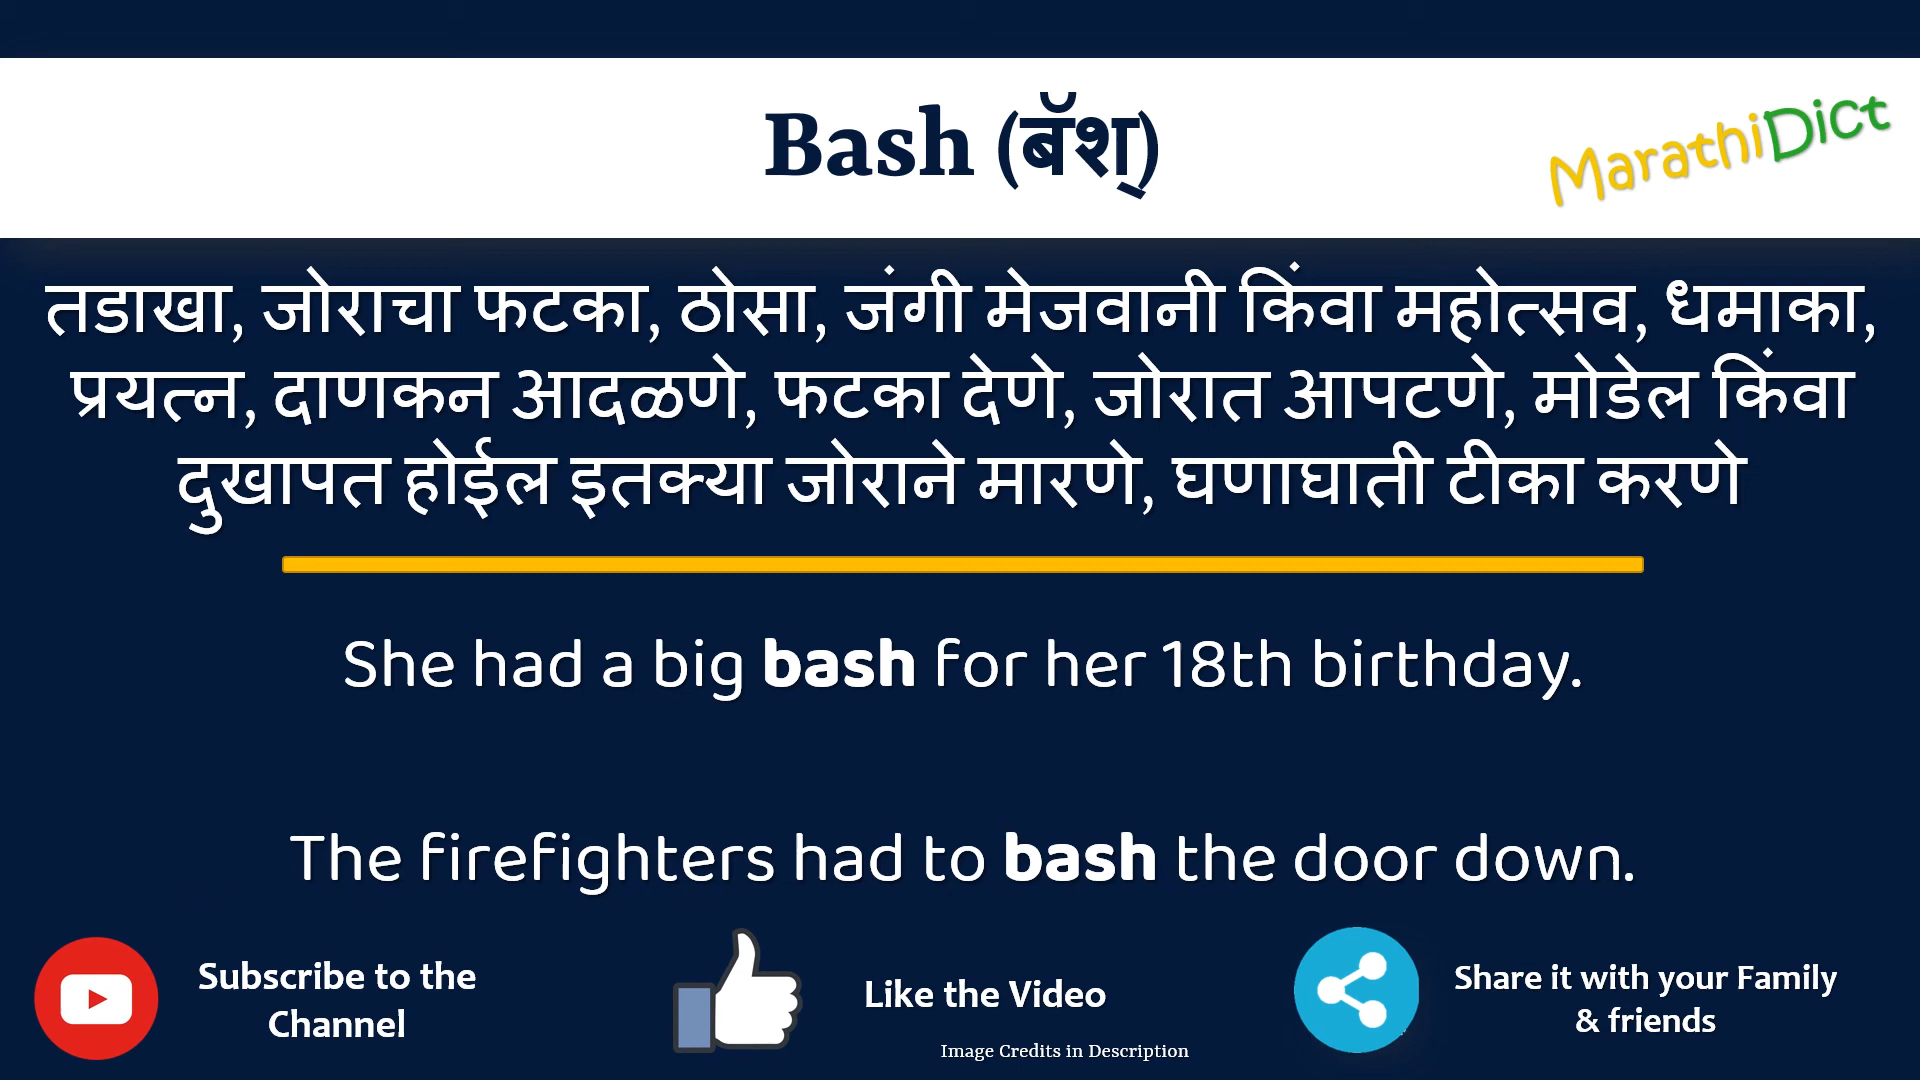 Bash (बॅश्)
MarathiDict
तडाखा, जोराचा फटका, ठोसा, जंगी मेजवानी किंवा महोत्सव, धमाका,
प्रयत्न, दाणकन आदळणे, फटका देणे, जोरात आपटणे, मोडेल किंवा
दुखापत होईल इतक्या जोराने मारणे, घणाघाती टीका करणे
She had a big bash for her 18th birthday.
The firefighters had to bash the door down.
Subscribe to the
Channel
Like the Video
Share it with your Family
& friends
Image Credits in Description